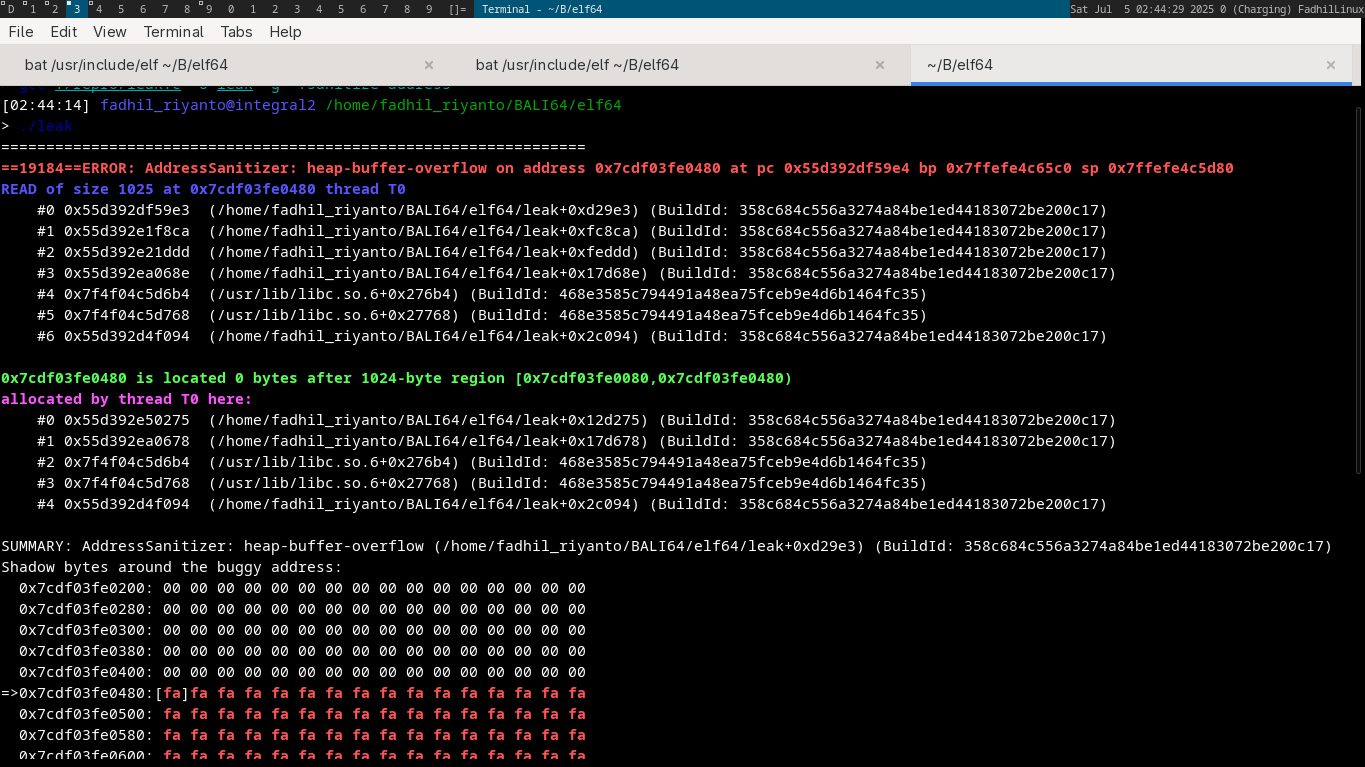 D 1 2 3 4 5 6 7 8 9 0 1 2 3 4 5 6 7 8 9 []= Terminal - ~/B/elf64 Sat Jul 5 02:44:29 2025 0 (Charging) FadhilLinux
File Edit View Terminal Tabs Help
bat /usr/include/elf ~/B/elf64 × bat /usr/include/elf ~/B/elf64 × ~/B/elf64 ×
[02:44:14] fadhil_riyanto@integral2 /home/fadhil_riyanto/BALI64/elf64
> ./leak
=================================================================
==19184==ERROR: AddressSanitizer: heap-buffer-overflow on address 0x7cdf03fe0480 at pc 0x55d392df59e4 bp 0x7ffefe4c65c0 sp 0x7ffefe4c5d80
READ of size 1025 at 0x7cdf03fe0480 thread T0
#0 0x55d392df59e3 (/home/fadhil_riyanto/BALI64/elf64/leak+0xd29e3) (BuildId: 358c684c556a3274a84be1ed44183072be200c17)
#1 0x55d392e1f8ca (/home/fadhil_riyanto/BALI64/elf64/leak+0xfc8ca) (BuildId: 358c684c556a3274a84be1ed44183072be200c17)
#2 0x55d392e21ddd (/home/fadhil_riyanto/BALI64/elf64/leak+0xfeddd) (BuildId: 358c684c556a3274a84be1ed44183072be200c17)
#3 0x55d392ea068e (/home/fadhil_riyanto/BALI64/elf64/leak+0x17d68e) (BuildId: 358c684c556a3274a84be1ed44183072be200c17)
#4 0x7f4f04c5d6b4 (/usr/lib/libc.so.6+0x276b4) (BuildId: 468e3585c794491a48ea75fceb9e4d6b1464fc35)
#5 0x7f4f04c5d768 (/usr/lib/libc.so.6+0x27768) (BuildId: 468e3585c794491a48ea75fceb9e4d6b1464fc35)
#6 0x55d392d4f094 (/home/fadhil_riyanto/BALI64/elf64/leak+0x2c094) (BuildId: 358c684c556a3274a84be1ed44183072be200c17)
0x7cdf03fe0480 is located 0 bytes after 1024-byte region [0x7cdf03fe0080,0x7cdf03fe0480)
allocated by thread T0 here:
#0 0x55d392e50275 (/home/fadhil_riyanto/BALI64/elf64/leak+0x12d275) (BuildId: 358c684c556a3274a84be1ed44183072be200c17)
#1 0x55d392ea0678 (/home/fadhil_riyanto/BALI64/elf64/leak+0x17d678) (BuildId: 358c684c556a3274a84be1ed44183072be200c17)
#2 0x7f4f04c5d6b4 (/usr/lib/libc.so.6+0x276b4) (BuildId: 468e3585c794491a48ea75fceb9e4d6b1464fc35)
#3 0x7f4f04c5d768 (/usr/lib/libc.so.6+0x27768) (BuildId: 468e3585c794491a48ea75fceb9e4d6b1464fc35)
#4 0x55d392d4f094 (/home/fadhil_riyanto/BALI64/elf64/leak+0x2c094) (BuildId: 358c684c556a3274a84be1ed44183072be200c17)
SUMMARY: AddressSanitizer: heap-buffer-overflow (/home/fadhil_riyanto/BALI64/elf64/leak+0xd29e3) (BuildId: 358c684c556a3274a84be1ed44183072be200c17)
Shadow bytes around the buggy address:
0x7cdf03fe0200: 00 00 00 00 00 00 00 00 00 00 00 00 00 00 00 00
0x7cdf03fe0280: 00 00 00 00 00 00 00 00 00 00 00 00 00 00 00 00
0x7cdf03fe0300: 00 00 00 00 00 00 00 00 00 00 00 00 00 00 00 00
0x7cdf03fe0380: 00 00 00 00 00 00 00 00 00 00 00 00 00 00 00 00
0x7cdf03fe0400: 00 00 00 00 00 00 00 00 00 00 00 00 00 00 00 00
=>0x7cdf03fe0480:[fa]fa fa fa fa fa fa fa fa fa fa fa fa fa fa fa
0x7cdf03fe0500: fa fa fa fa fa fa fa fa fa fa fa fa fa fa fa fa
0x7cdf03fe0580: fa fa fa fa fa fa fa fa fa fa fa fa fa fa fa fa
0x7cdf03fe0600: fa fa fa fa fa fa fa fa fa fa fa fa fa fa fa fa